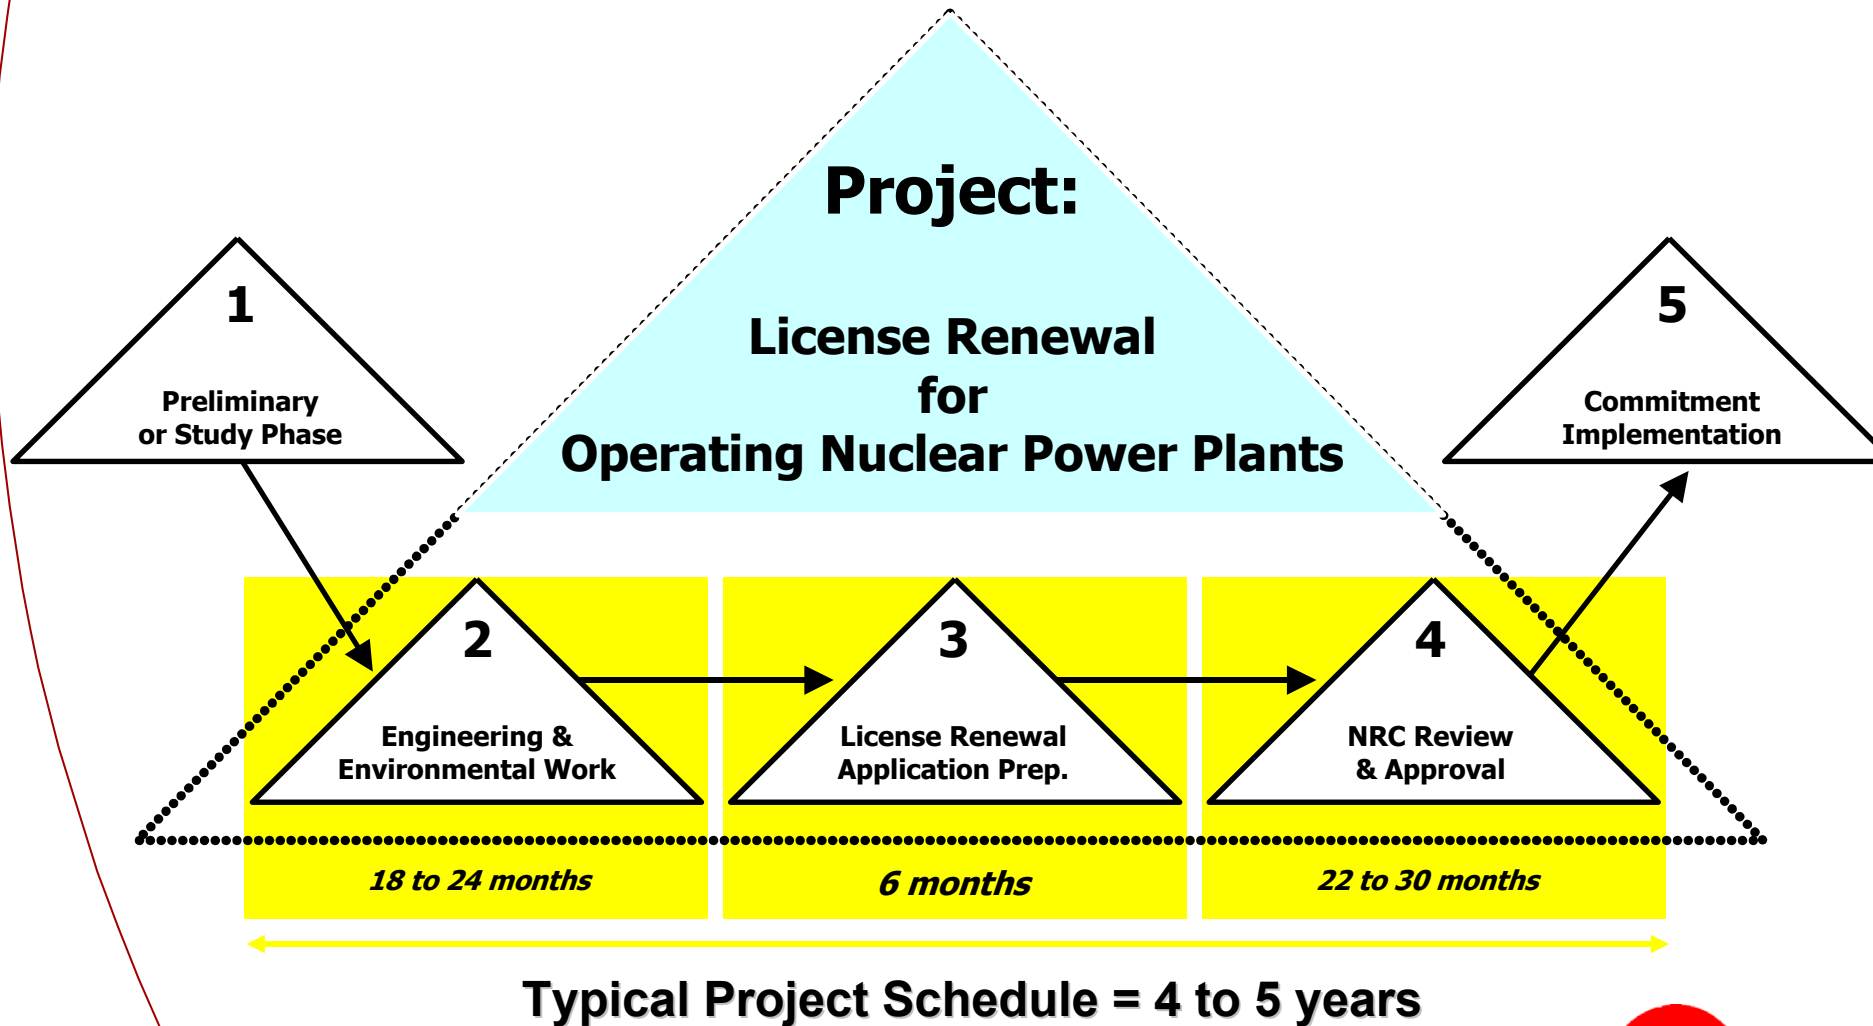 Project:
License Renewal
for
Operating Nuclear Power Plants
1
Preliminary
or Study Phase
5
Commitment
Implementation
2
Engineering &
Environmental Work
3
License Renewal
Application Prep.
4
NRC Review
& Approval
18 to 24 months
6 months
22 to 30 months
Typical Project Schedule = 4 to 5 years